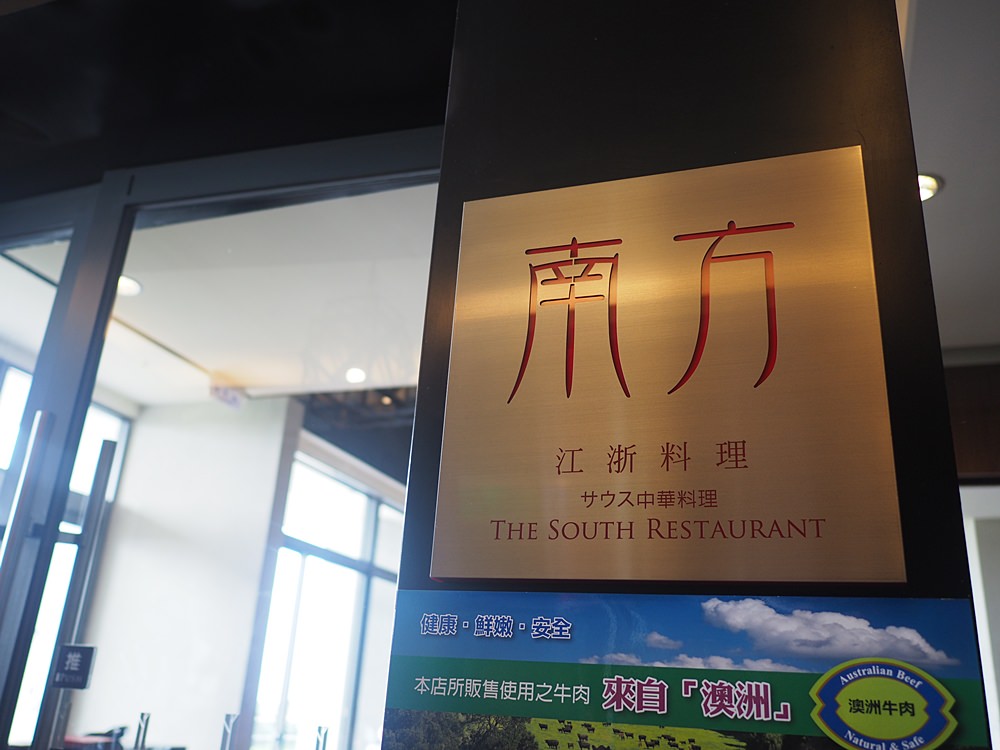 南方
江浙料理
サウス中華料理
THE SOUTH RESTAURANT
健康・鮮嫩・安全
本店所販售使用之牛肉 來自「澳洲」
Australian Beef
澳洲牛肉
Natural & Safe
推